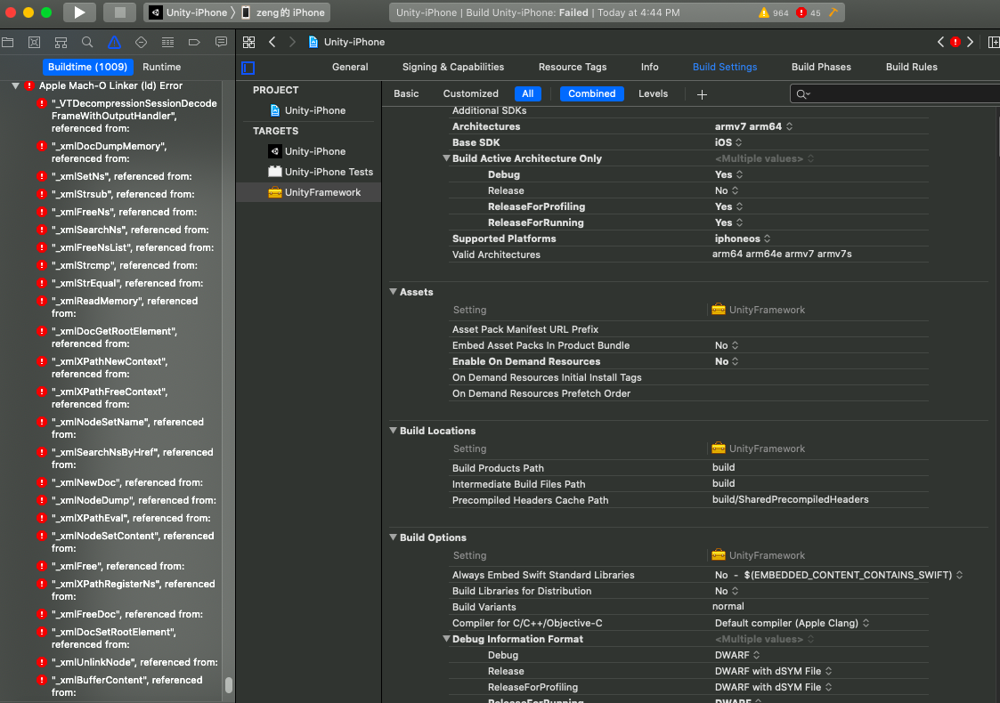 Unity-iPhone 〉 zeng的 iPhone
Unity-iPhone | Build Unity-iPhone: Failed | Today at 4:44 PM
964
45
Unity-iPhone
Buildtime (1009)
Runtime
Apple Mach-O Linker (ld) Error
"_VTDecompressionSessionDecode
FrameWithOutputHandler",
referenced from:
"_xmlDocDumpMemory",
referenced from:
"_xmlSetNs", referenced from:
"_xmlStrsub", referenced from:
"_xmlFreeNs", referenced from:
"_xmlSearchNs", referenced from:
"_xmlFreeNsList", referenced from:
"_xmlStrcmp", referenced from:
"_xmlStrEqual", referenced from:
"_xmlReadMemory", referenced
from:
"_xmlDocGetRootElement",
referenced from:
"_xmlXPathNewContext",
referenced from:
"_xmlXPathFreeContext",
referenced from:
"_xmlNodeSetName", referenced
from:
"_xmlSearchNsByHref", referenced
from:
"_xmlNewDoc", referenced from:
"_xmlNodeDump", referenced from:
"_xmlXPathEval", referenced from:
"_xmlNodeSetContent", referenced
from:
"_xmlFree", referenced from:
"_xmlXPathRegisterNs", referenced
from:
"_xmlFreeDoc", referenced from:
"_xmlDocSetRootElement",
referenced from:
"_xmlUnlinkNode", referenced from:
"_xmlBufferContent", referenced
from:
General Signing & Capabilities Resource Tags Info Build Settings Build Phases Build Rules
PROJECT
Unity-iPhone
TARGETS
Unity-iPhone
Unity-iPhone Tests
UnityFramework
Basic Customized All Combined Levels +
Additional SDKs
Architectures armv7 arm64
Base SDK iOS
Build Active Architecture Only <Multiple values>
Debug Yes
Release No
ReleaseForProfiling Yes
ReleaseForRunning Yes
Supported Platforms iphoneos
Valid Architectures arm64 arm64e armv7 armv7s
Assets
Setting UnityFramework
Asset Pack Manifest URL Prefix
Embed Asset Packs In Product Bundle No
Enable On Demand Resources No
On Demand Resources Initial Install Tags
On Demand Resources Prefetch Order
Build Locations
Setting UnityFramework
Build Products Path build
Intermediate Build Files Path build
Precompiled Headers Cache Path build/SharedPrecompiledHeaders
Build Options
Setting UnityFramework
Always Embed Swift Standard Libraries No - $(EMBEDDED_CONTENT_CONTAINS_SWIFT)
Build Libraries for Distribution No
Build Variants normal
Compiler for C/C++/Objective-C Default compiler (Apple Clang)
Debug Information Format <Multiple values>
Debug DWARF
Release DWARF with dSYM File
ReleaseForProfiling DWARF with dSYM File
ReleaseForRunning DWARF